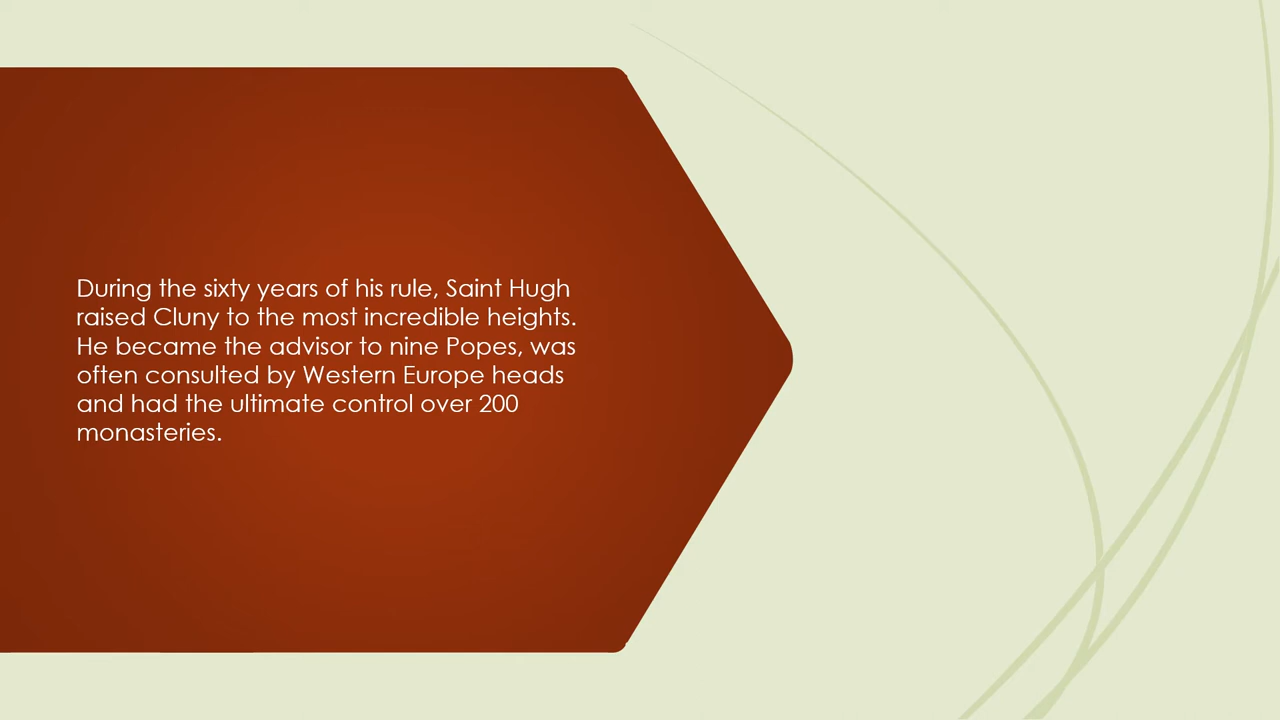 During the sixty years of his rule, Saint Hugh
raised Cluny to the most incredible heights.
He became the advisor to nine Popes, was
often consulted by Western Europe heads
and had the ultimate control over 200
monasteries.